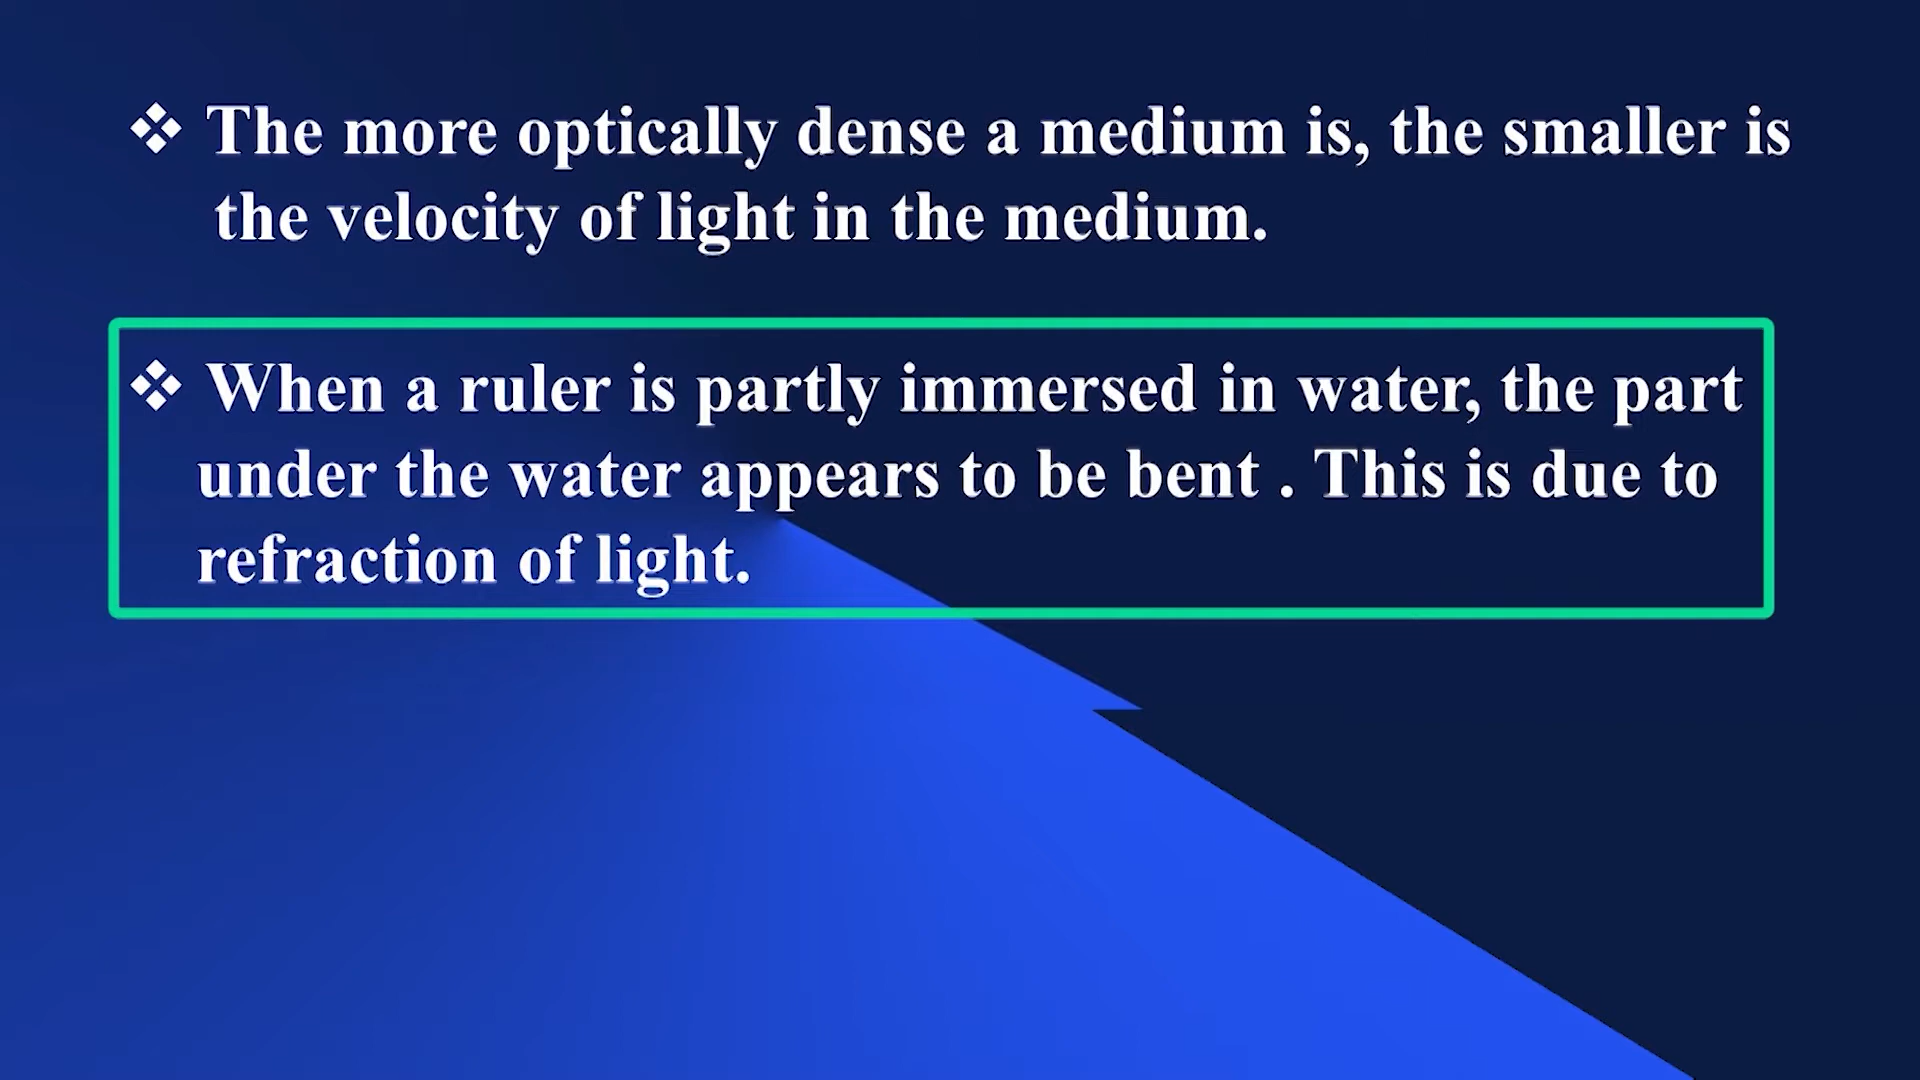 ❖ The more optically dense a medium is, the smaller is
the velocity of light in the medium.
❖ When a ruler is partly immersed in water, the part
under the water appears to be bent . This is due to
refraction of light.